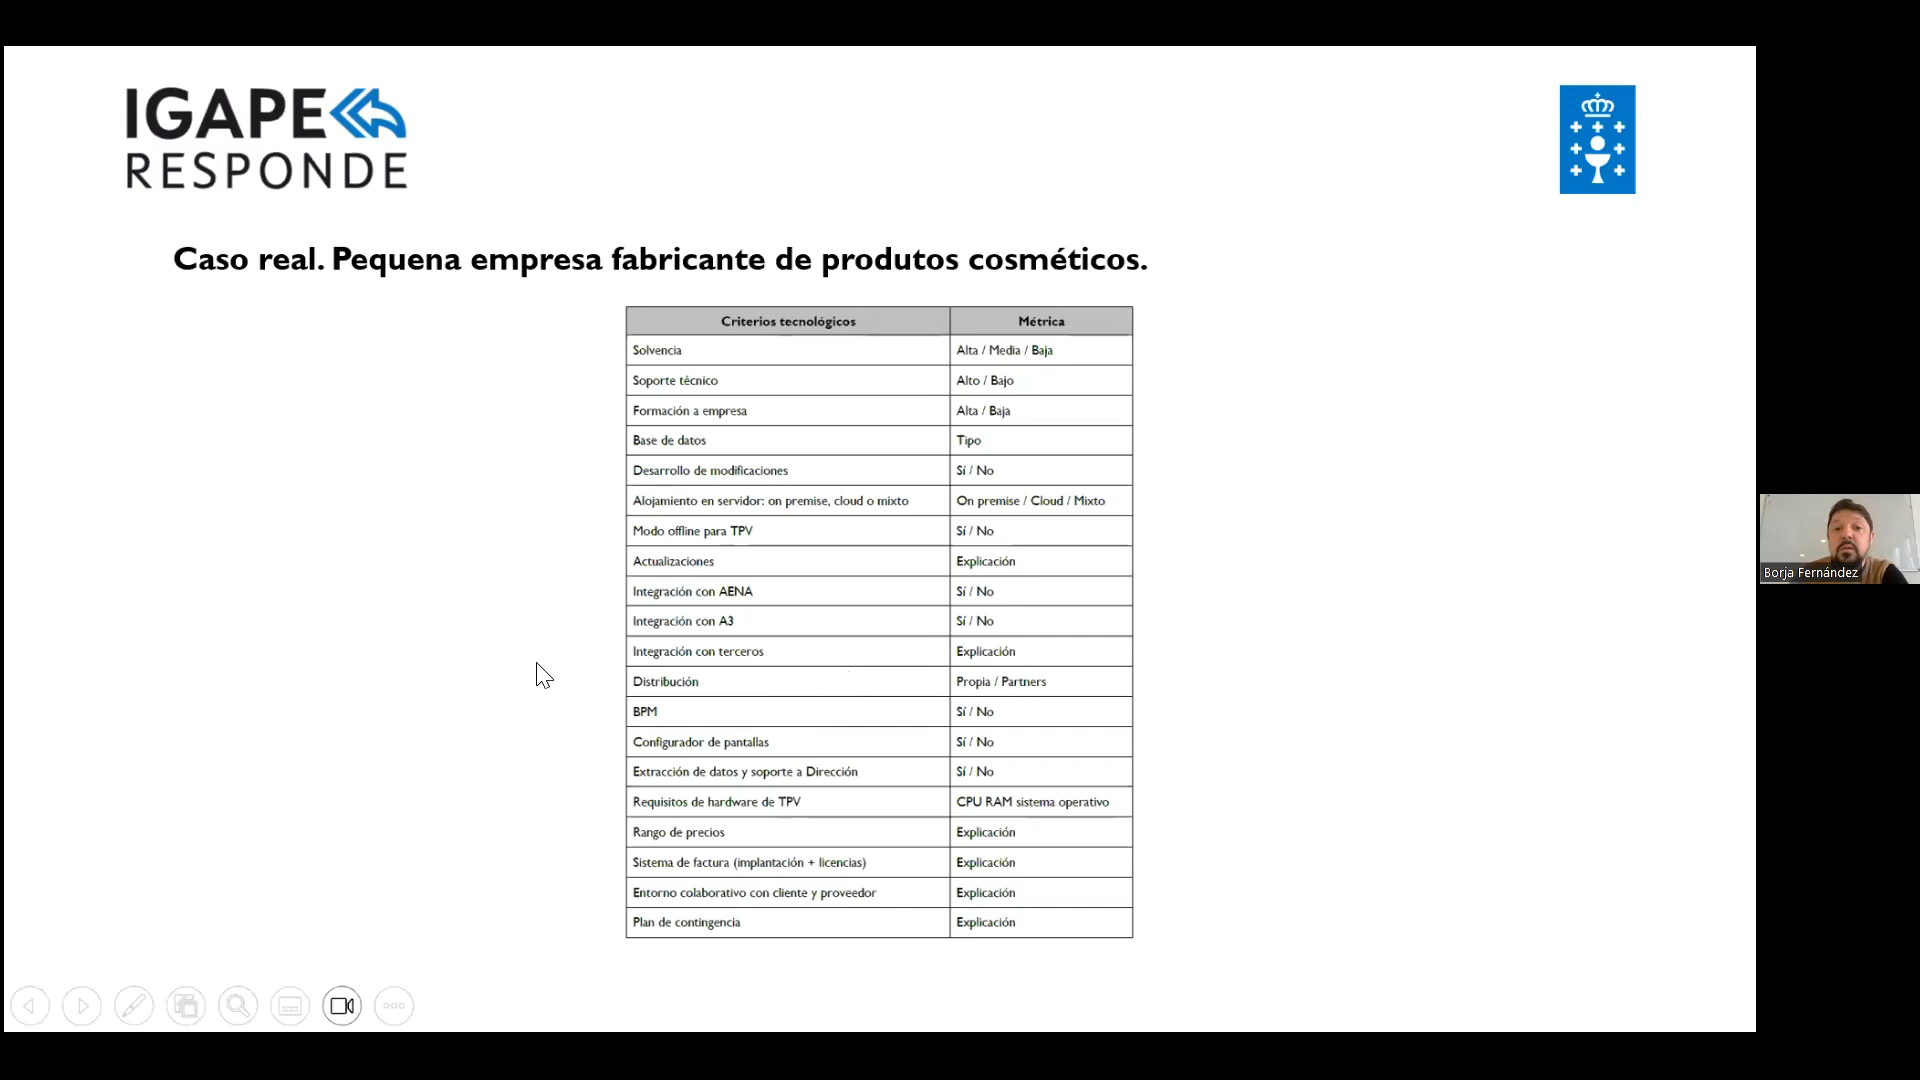 IGAPE
RESPONDE
Caso real. Pequena empresa fabricante de produtos cosméticos.
Criterios tecnológicos Métrica
Solvencia Alta / Media / Baja
Soporte técnico Alto / Bajo
Formación a empresa Alta / Baja
Base de datos Tipo
Desarrollo de modificaciones Sí / No
Alojamiento en servidor: on premise, cloud o mixto On premise / Cloud / Mixto
Modo offline para TPV Sí / No
Actualizaciones Explicación
Integración con AENA Sí / No
Integración con A3 Sí / No
Integración con terceros Explicación
Distribución Propia / Partners
BPM Sí / No
Configurador de pantallas Sí / No
Extracción de datos y soporte a Dirección Sí / No
Requisitos de hardware de TPV CPU RAM sistema operativo
Rango de precios Explicación
Sistema de factura (implantación + licencias) Explicación
Entorno colaborativo con cliente y proveedor Explicación
Plan de contingencia Explicación
Borja Fernández